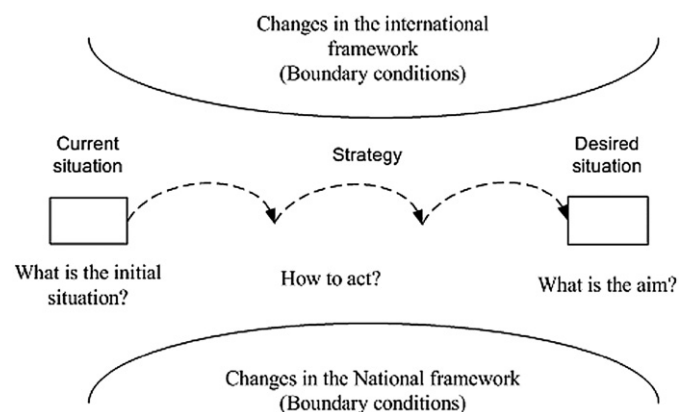 Changes in the international
framework
(Boundary conditions)
Current
situation
Strategy
Desired
situation
What is the initial
situation?
How to act?
What is the aim?
Changes in the National framework
(Boundary conditions)